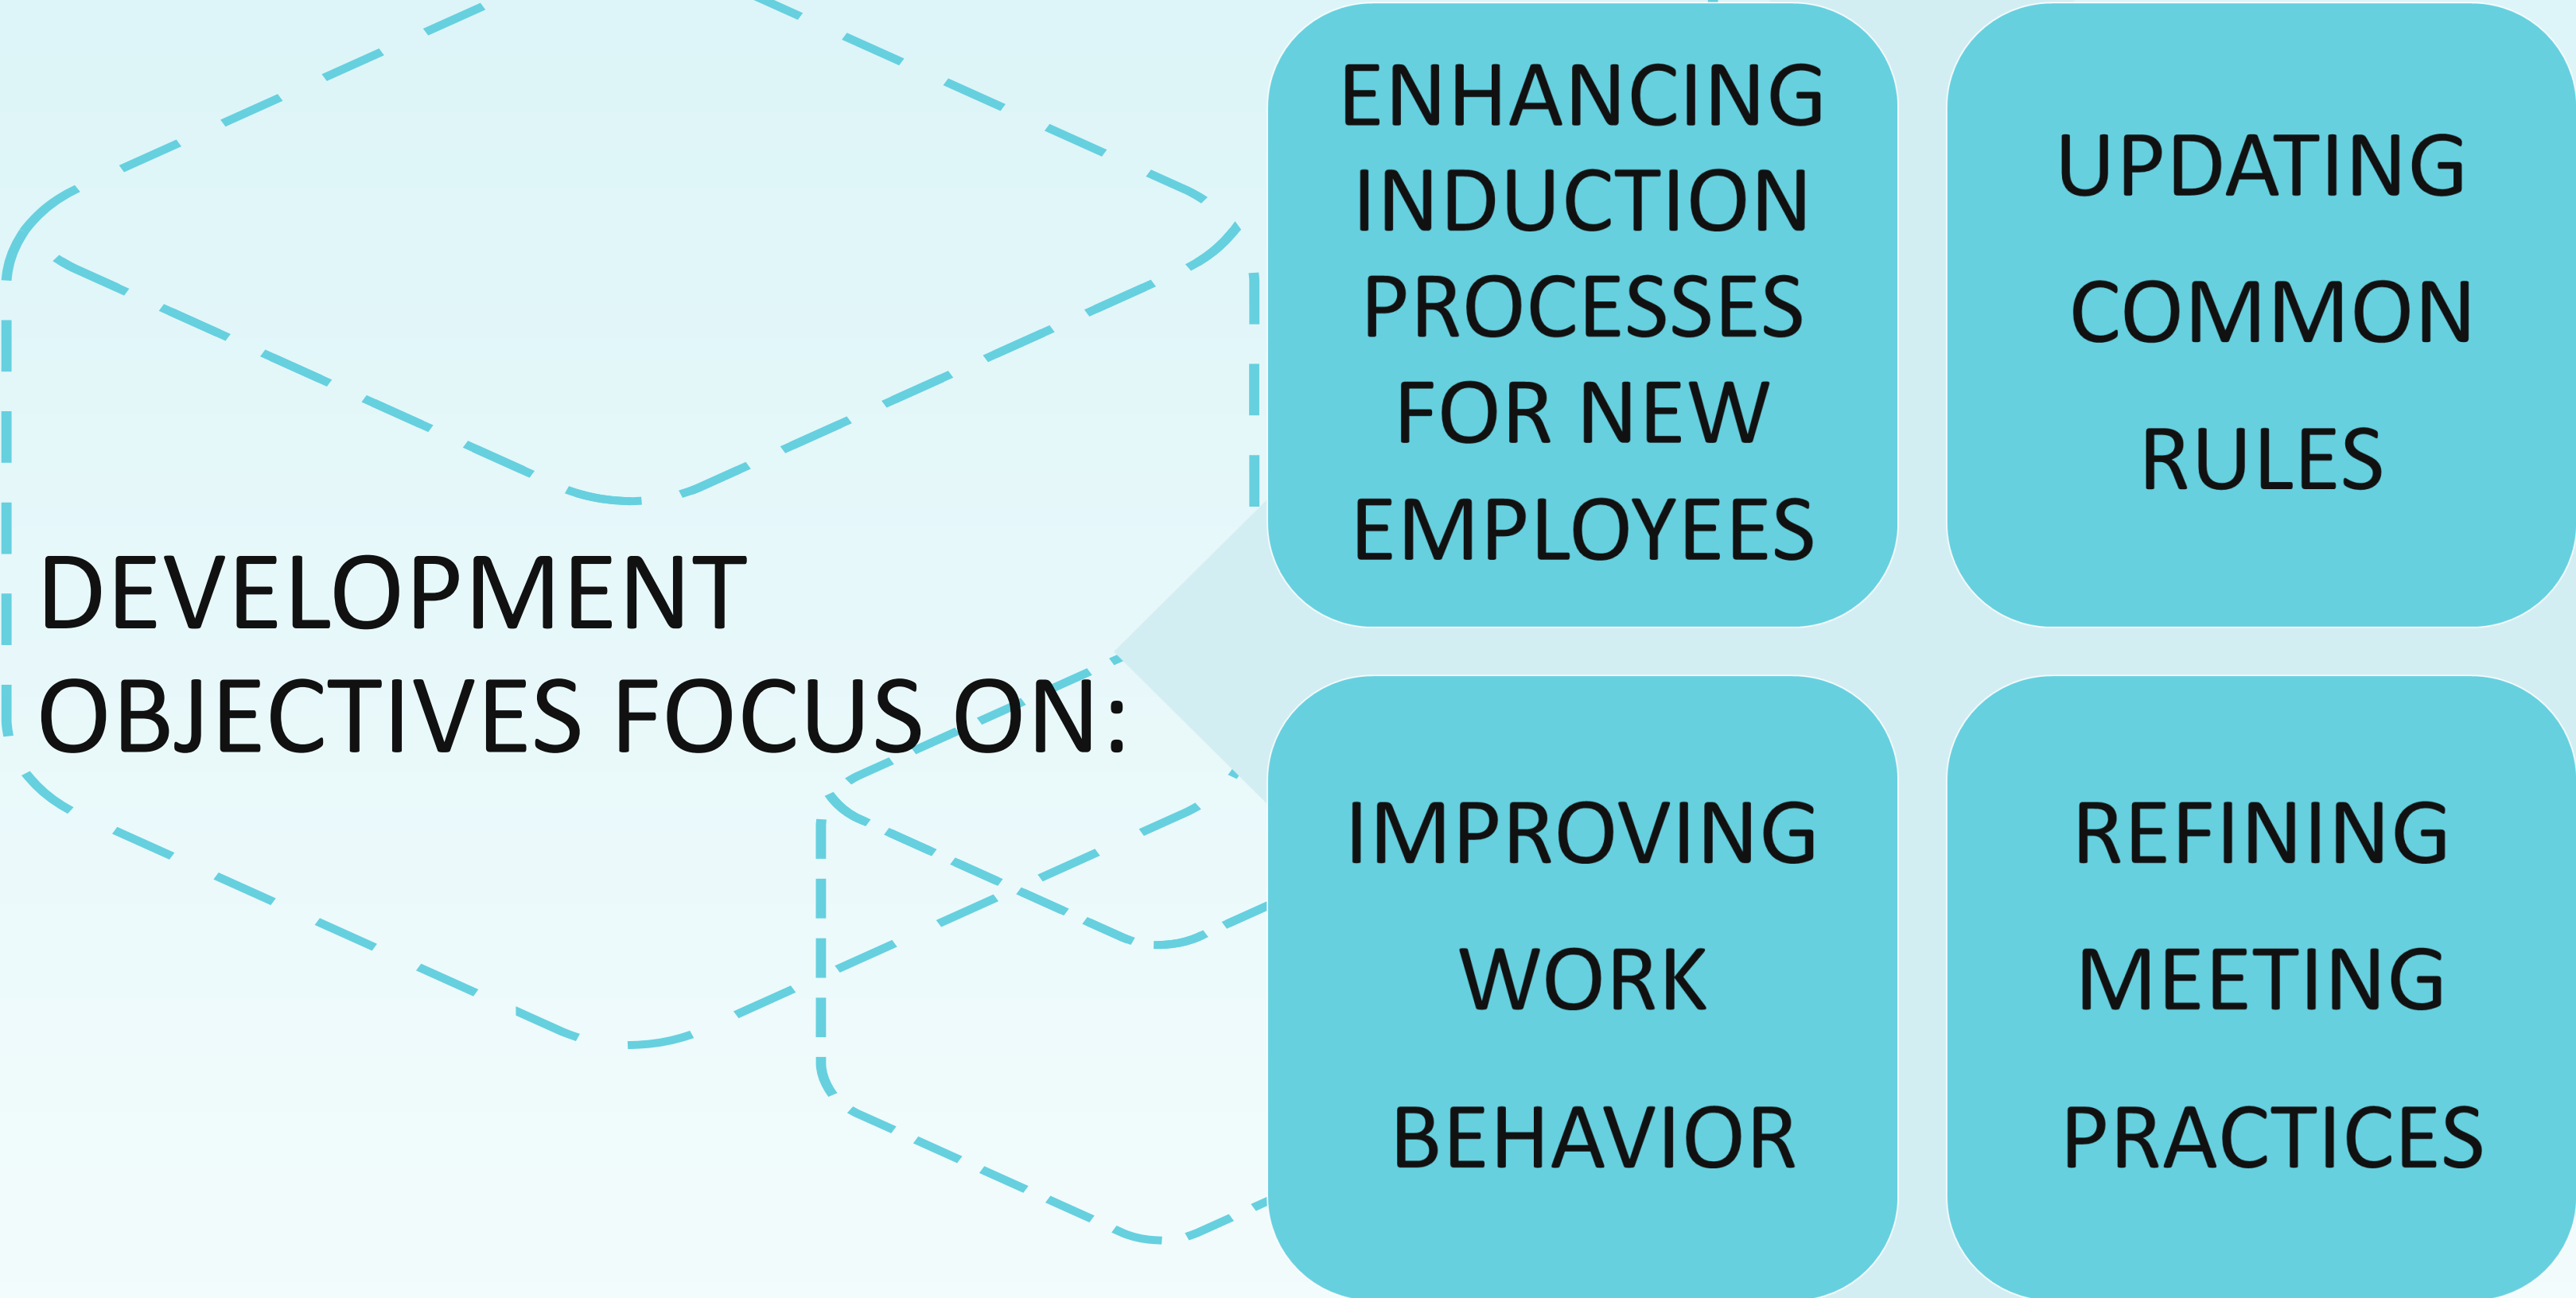 DEVELOPMENT
OBJECTIVES FOCUS ON:
ENHANCING
INDUCTION
PROCESSES
FOR NEW
EMPLOYEES
UPDATING
COMMON
RULES
IMPROVING
WORK
BEHAVIOR
REFINING
MEETING
PRACTICES